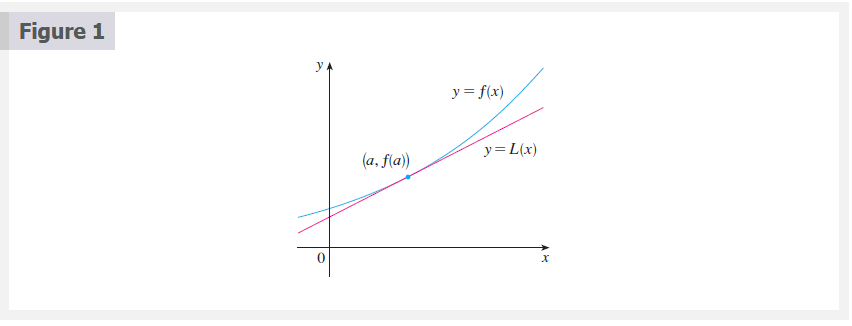 Figure 1
y
y = f(x)
y = L(x)
(a, f(a))
0
x